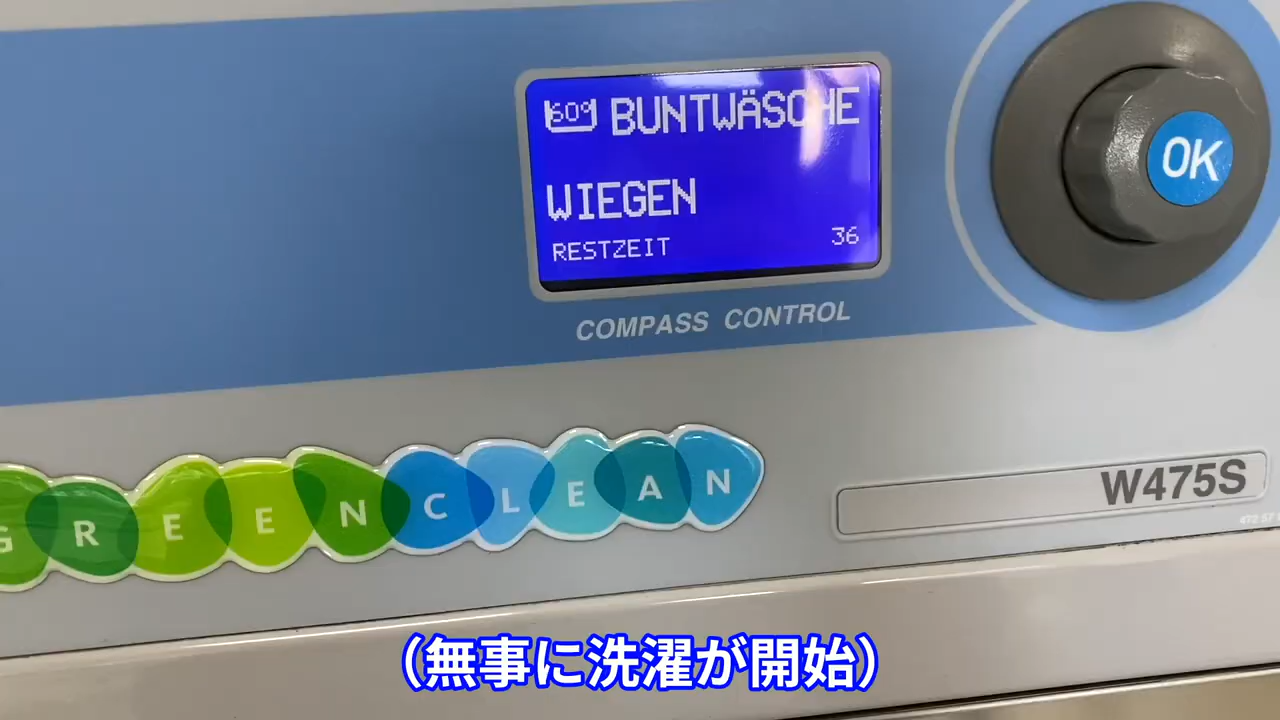 60° BUNTWÄSCHE
WIEGEN
RESTZEIT 36
OK
COMPASS CONTROL
GREENCLEAN
W475S
(無事に洗濯が開始)